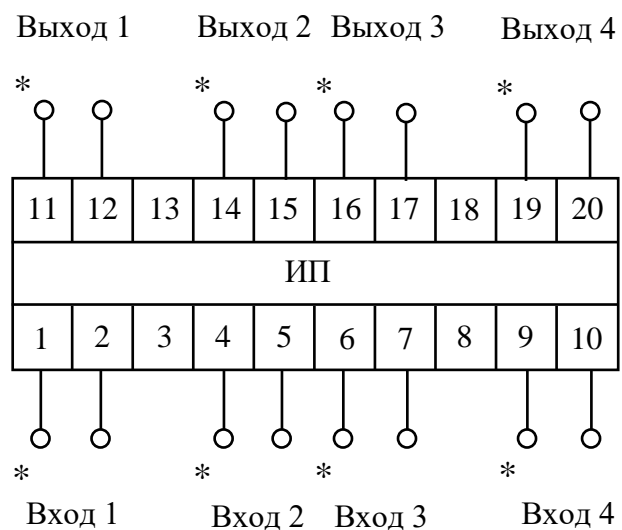 Выход 1 Выход 2 Выход 3 Выход 4
* * * *
11 12 13 14 15 16 17 18 19 20
ИП
1 2 3 4 5 6 7 8 9 10
* * * *
Вход 1 Вход 2 Вход 3 Вход 4